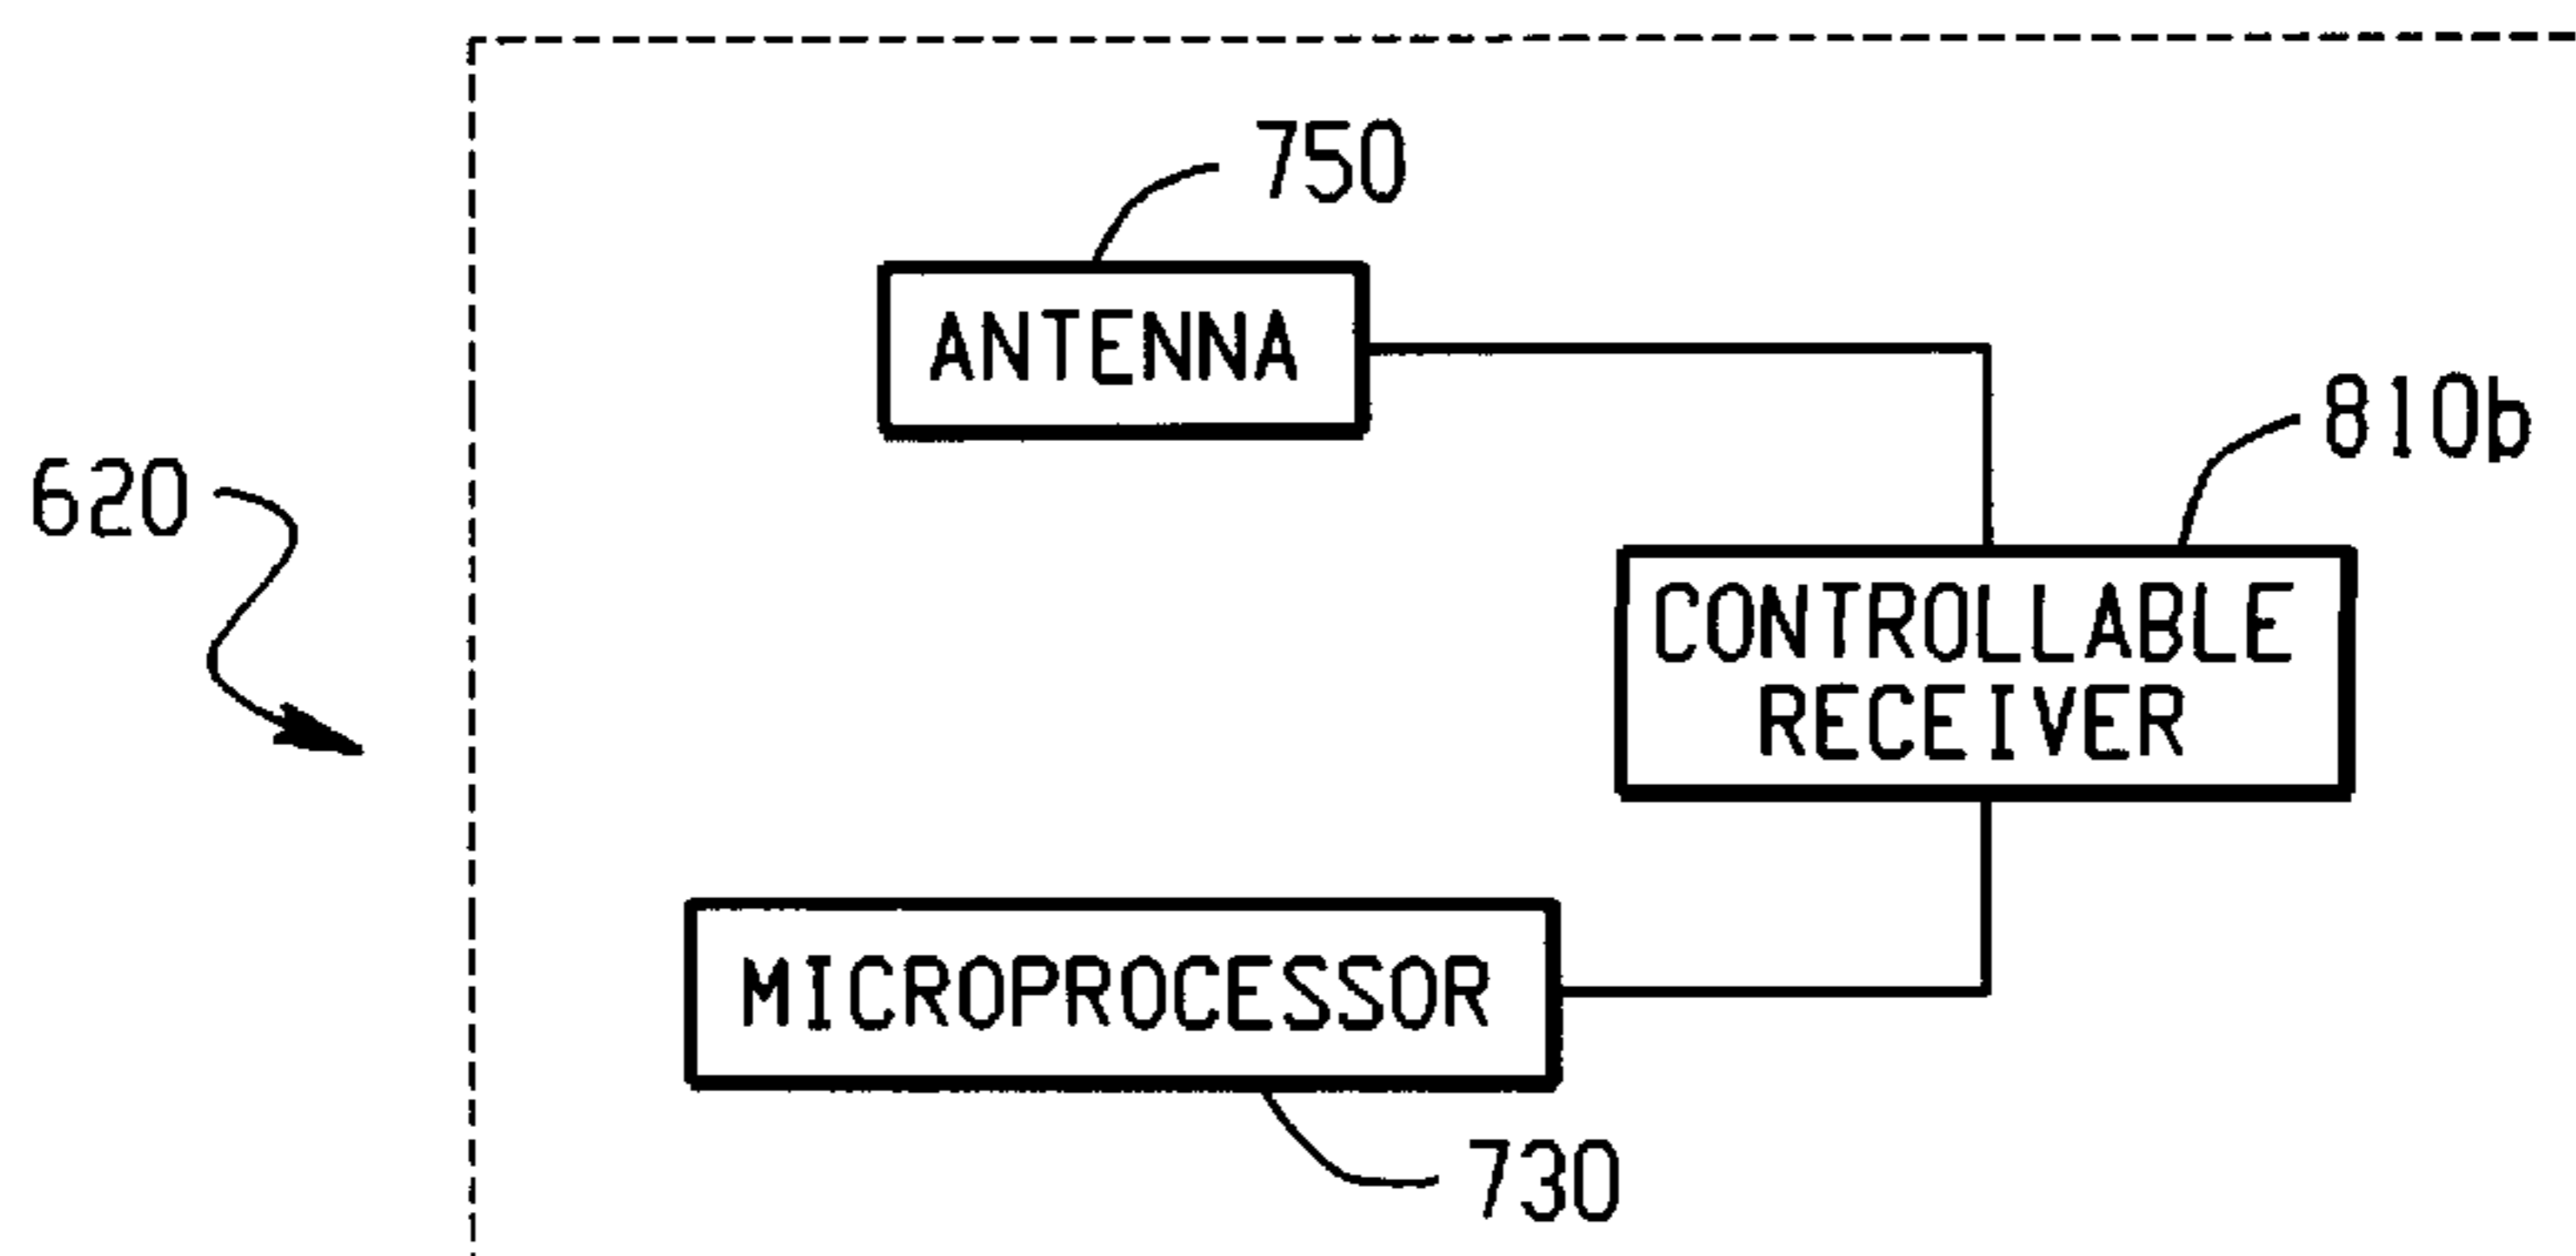 750
ANTENNA
810b
620
CONTROLLABLE
RECEIVER
MICROPROCESSOR
730